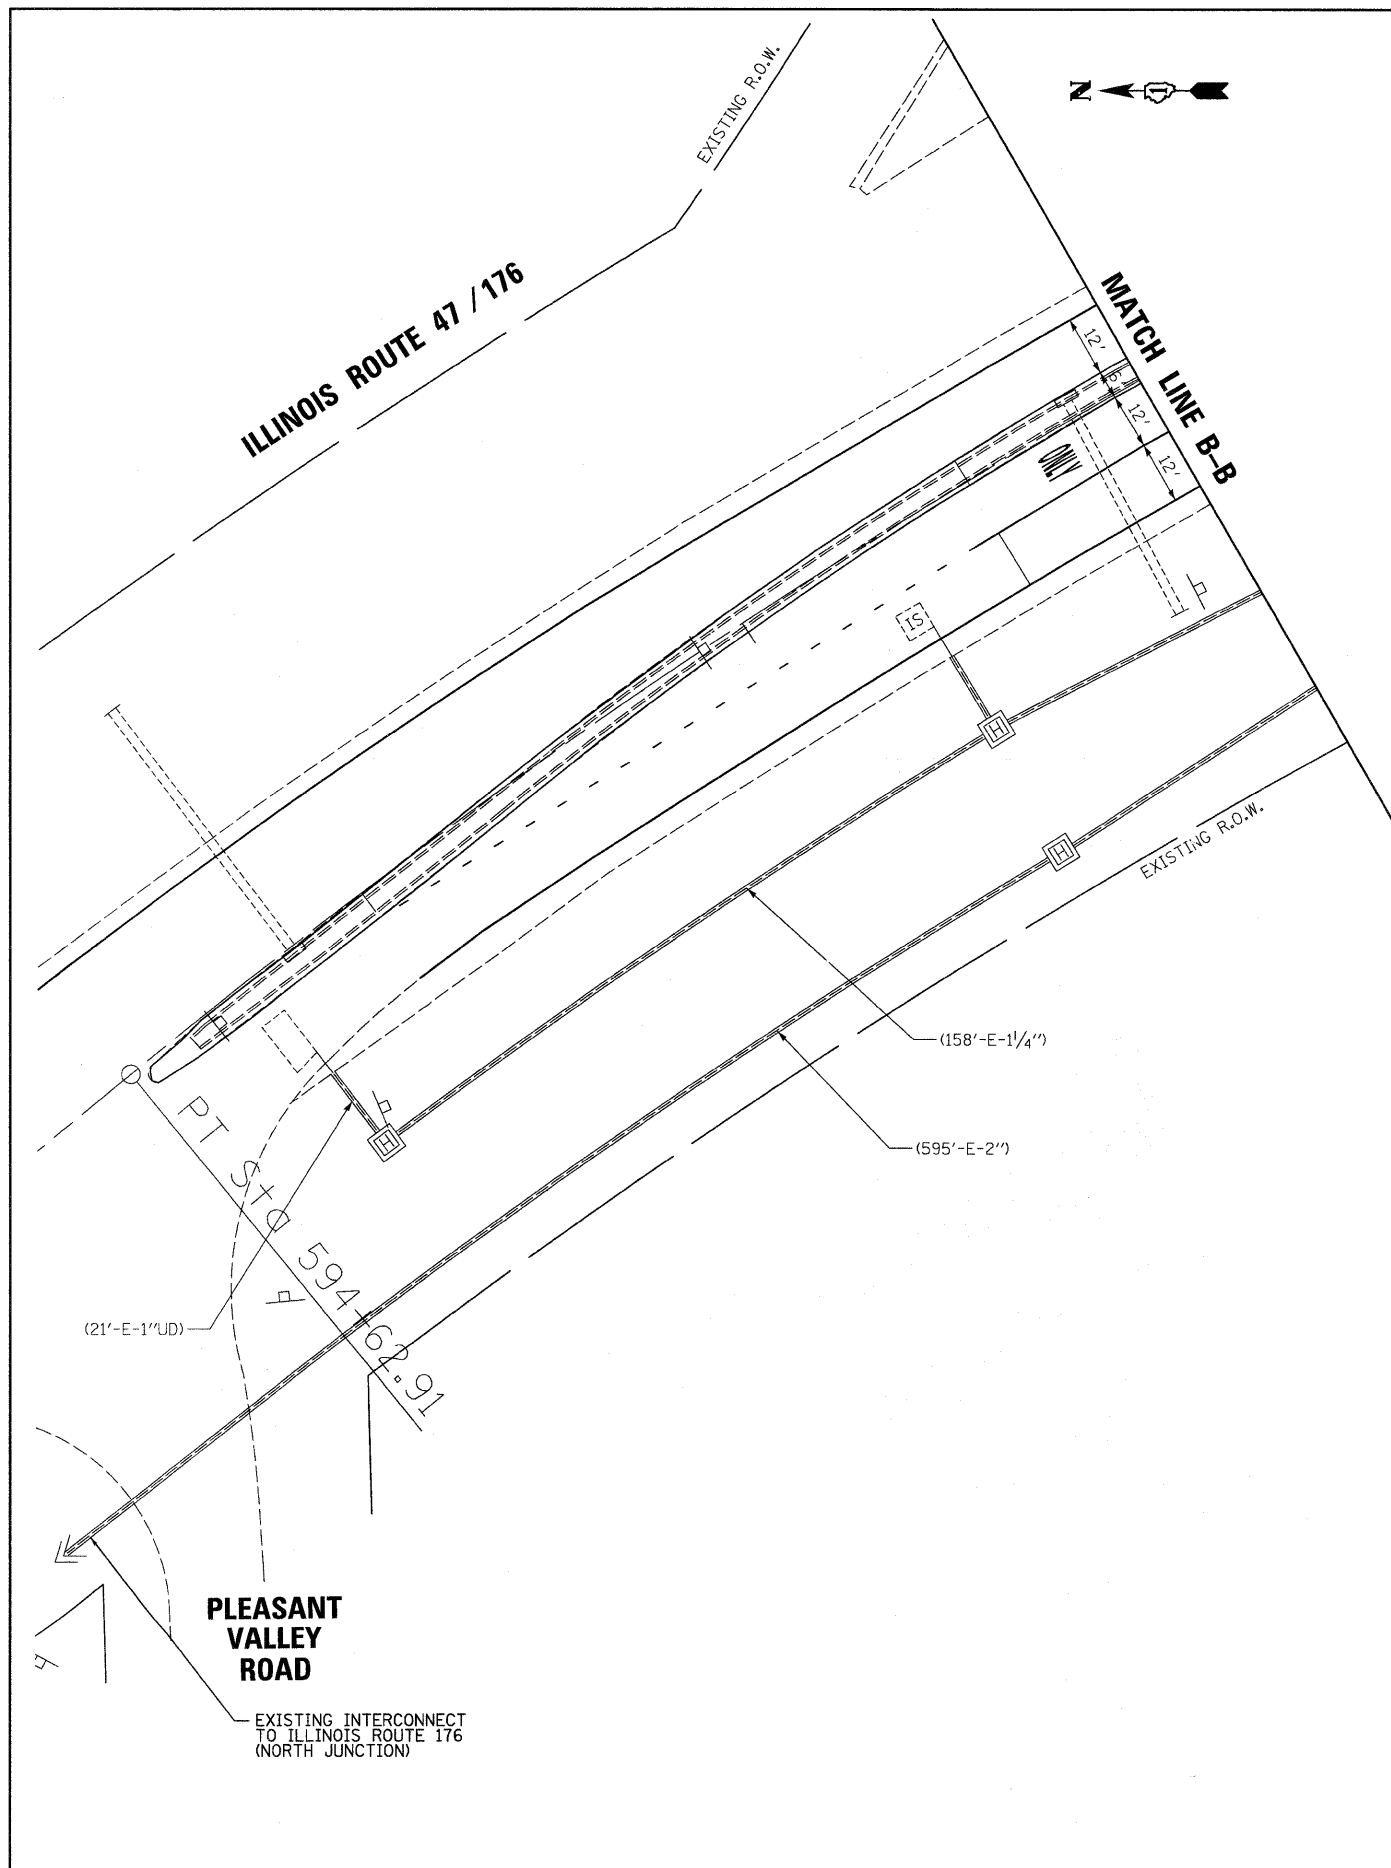 N
EXISTING R.O.W.
ILLINOIS ROUTE 47 / 176
MATCH LINE B-B
12'
6'
12'
12'
ONLY
IS
H
H
EXISTING R.O.W.
(158'-E-1¼")
(595'-E-2")
H
PT Sta 594+62.91
(21'-E-1"UD)
PLEASANT
VALLEY
ROAD
EXISTING INTERCONNECT
TO ILLINOIS ROUTE 176
(NORTH JUNCTION)